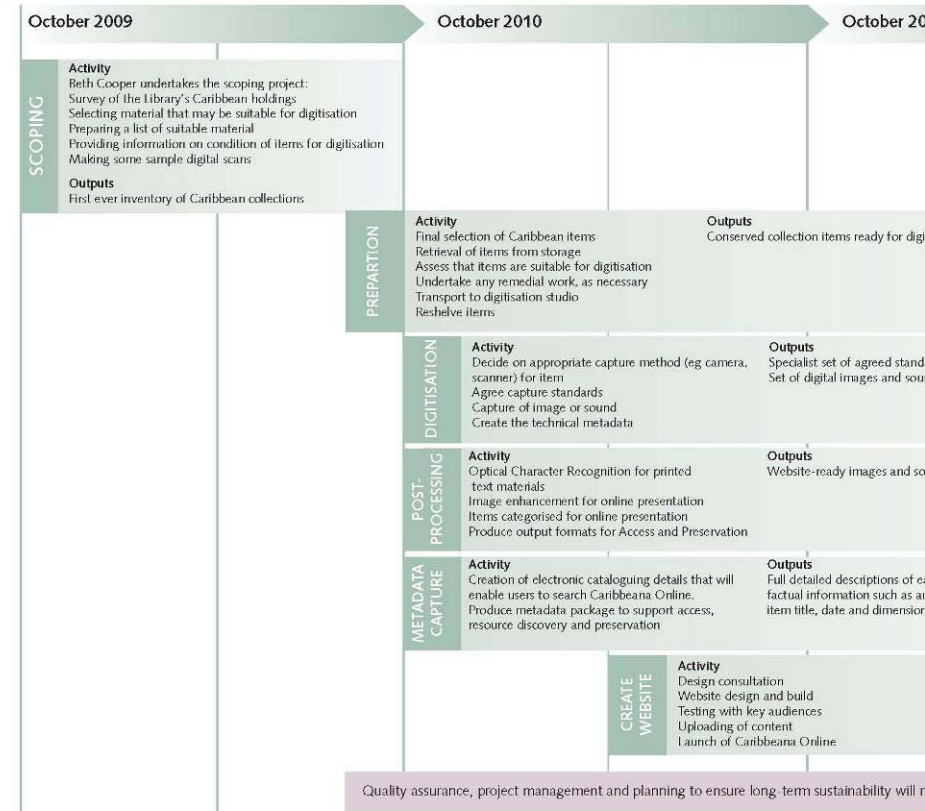 October 2009
October 2010
October 20
SCOPING
Activity
Beth Cooper undertakes the scoping project:
Survey of the Library's Caribbean holdings
Selecting material that may be suitable for digitisation
Preparing a list of suitable material
Providing information on condition of items for digitisation
Making some sample digital scans
Outputs
First ever inventory of Caribbean collections
PREPARTION
Activity
Final selection of Caribbean items
Retrieval of items from storage
Assess that items are suitable for digitisation
Undertake any remedial work, as necessary
Transport to digitisation studio
Reshelve items
Outputs
Conserved collection items ready for digi
DIGITISATION
Activity
Decide on appropriate capture method (eg camera,
scanner) for item
Agree capture standards
Capture of image or sound
Create the technical metadata
Outputs
Specialist set of agreed stand
Set of digital images and sou
POST-
PROCESSING
Activity
Optical Character Recognition for printed
text materials
Image enhancement for online presentation
Items categorised for online presentation
Produce output formats for Access and Preservation
Outputs
Website-ready images and so
METADATA
CAPTURE
Activity
Creation of electronic cataloguing details that will
enable users to search Caribbeana Online.
Produce metadata package to support access,
resource discovery and preservation
Outputs
Full detailed descriptions of ea
factual information such as au
item title, date and dimension
CREATE
WEBSITE
Activity
Design consultation
Website design and build
Testing with key audiences
Uploading of content
Launch of Caribbeana Online
Quality assurance, project management and planning to ensure long-term sustainability will r